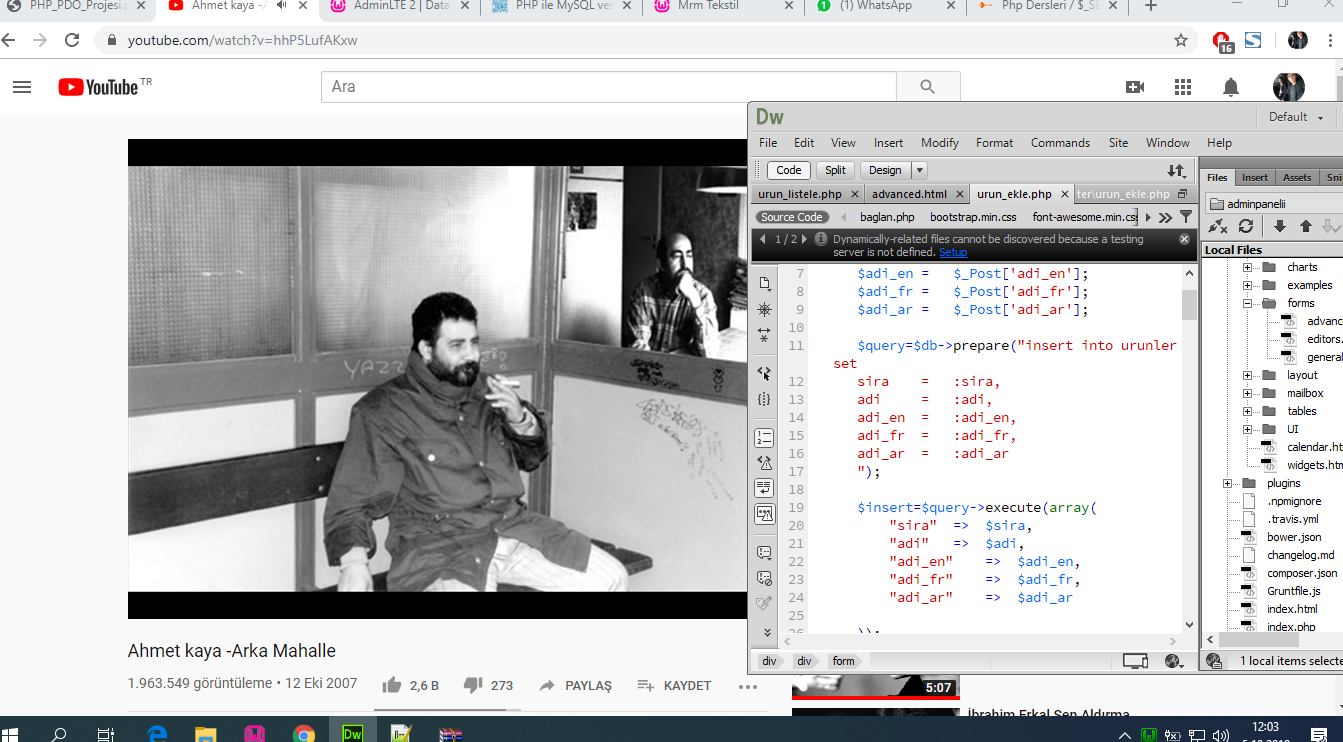 PHP_PDO_Projesi.p
Ahmet kaya -A
AdminLTE 2 | Data
PHP ile MySQL ver
Mrm Tekstil
(1) WhatsApp
Php Dersleri / $_SE
youtube.com/watch?v=hhP5LufAKxw
16
YouTube TR
Ara
Dw
Default
File Edit View Insert Modify Format Commands Site Window Help
Code Split Design
Files Insert Assets Sni
urun_listele.php advanced.html urun_ekle.php ter\urun_ekle.php
adminpanelii
Source Code baglan.php bootstrap.min.css font-awesome.min.css
1 / 2 Dynamically-related files cannot be discovered because a testing
server is not defined. Setup
Local Files
charts
examples
forms
advanc
editors.
general
layout
mailbox
tables
UI
calendar.ht
widgets.htm
plugins
.npmignore
.travis.yml
bower.json
changelog.md
composer.json
Gruntfile.js
index.html
index.php
7 $adi_en = $_Post['adi_en'];
8 $adi_fr = $_Post['adi_fr'];
9 $adi_ar = $_Post['adi_ar'];
10
11 $query=$db->prepare("insert into urunler
set
12 sira = :sira,
13 adi = :adi,
14 adi_en = :adi_en,
15 adi_fr = :adi_fr,
16 adi_ar = :adi_ar
17 ");
18
19 $insert=$query->execute(array(
20 "sira" => $sira,
21 "adi" => $adi,
22 "adi_en" => $adi_en,
23 "adi_fr" => $adi_fr,
24 "adi_ar" => $adi_ar
25
26 ));
div div form
1 local items selecte
YAZZ
Ahmet kaya -Arka Mahalle
1.963.549 görüntüleme • 12 Eki 2007
2,6 B
273
PAYLAŞ
KAYDET
5:07
İbrahim Erkal Sen Aldırma
Dw
12:03